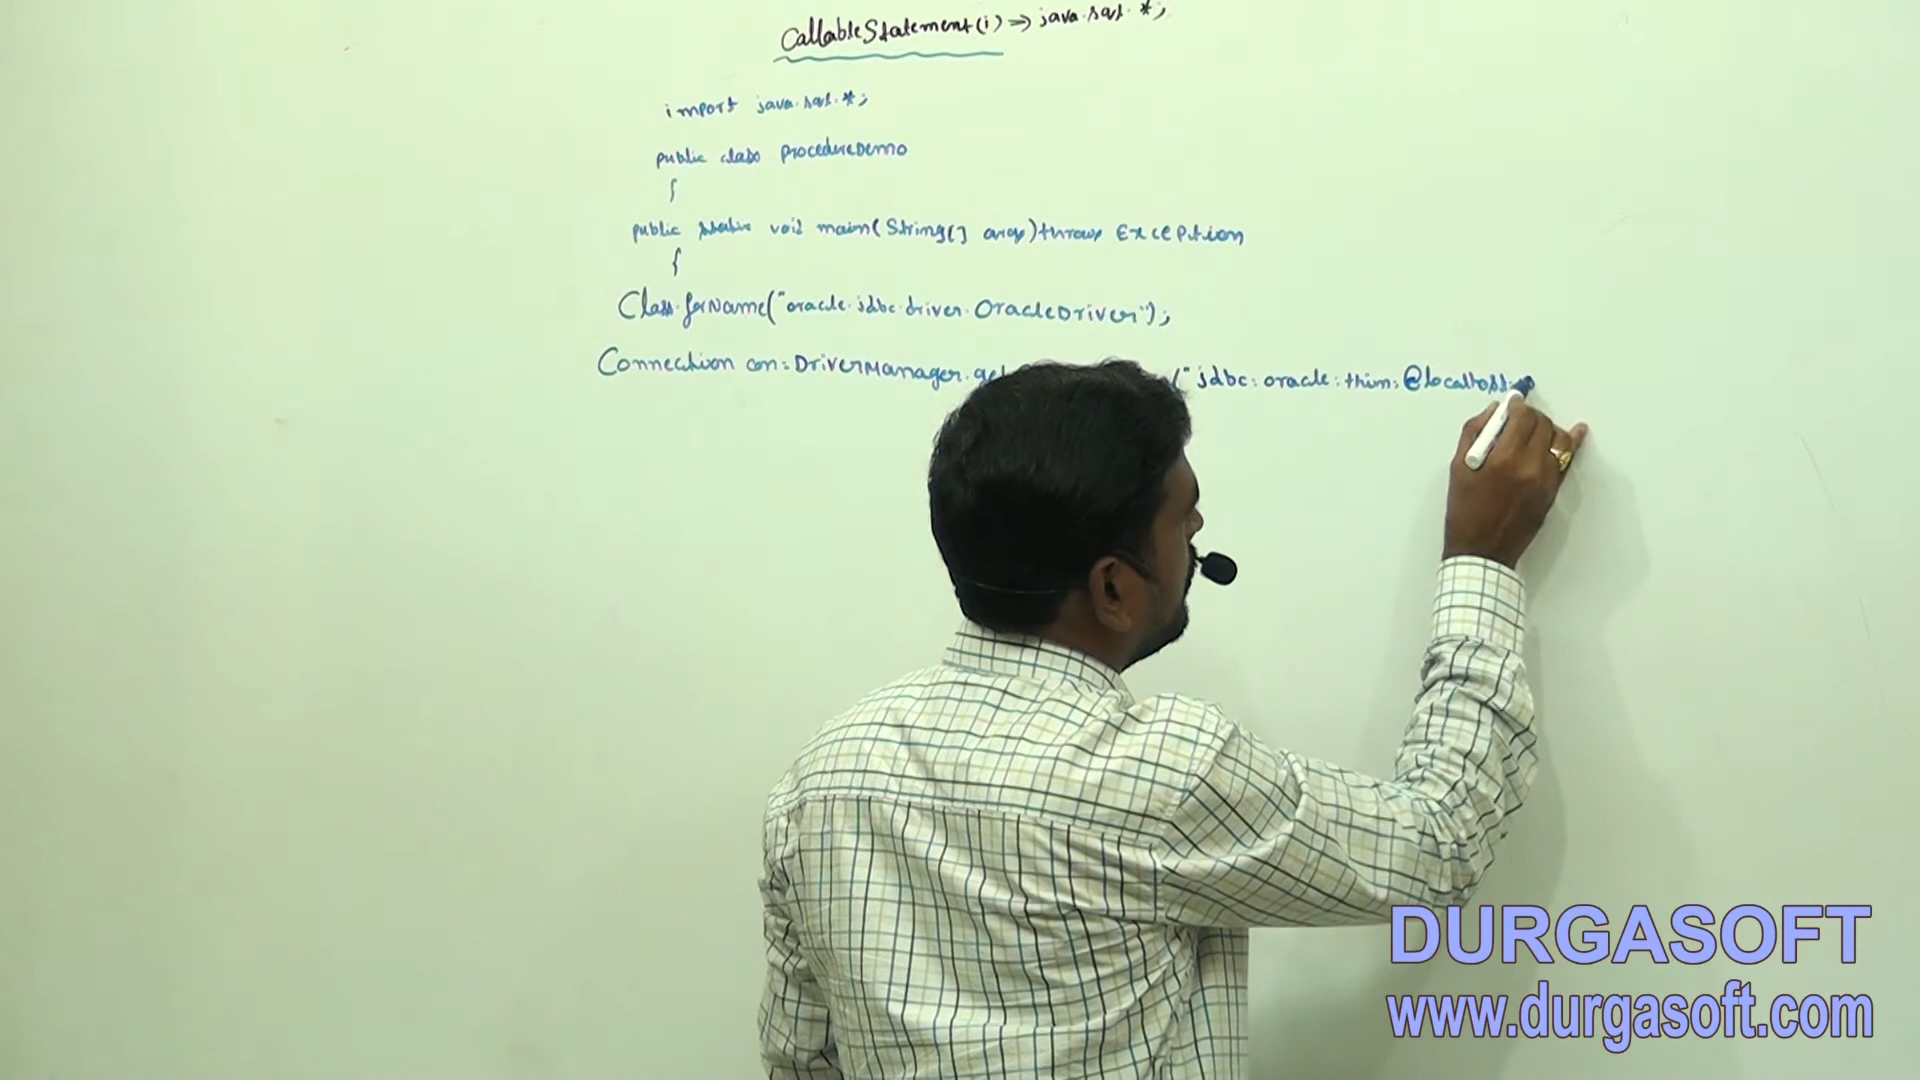 CallableStatement(i) => java.sql.*;
import java.sql.*;
public class ProcedureDemo
{
public static void main(String[] args)throws Exception
{
Class.forName("oracle.jdbc.driver.OracleDriver");
Connection con=DriverManager.get ("jdbc:oracle:thin:@localhost:
DURGASOFT
www.durgasoft.com